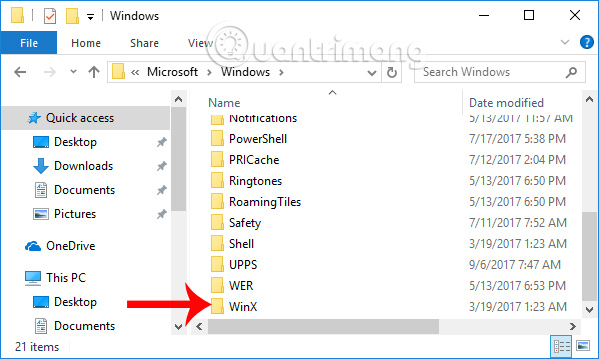 Windows
File Home Share View
Microsoft Windows
Search Windows
Quantrimang
Name Date modified
Quick access
Desktop
Downloads
Documents
Pictures
OneDrive
This PC
Desktop
Documents
Notifications 5/13/2017 11:57 AM
PowerShell 7/17/2017 5:38 PM
PRICache 7/12/2017 2:04 PM
Ringtones 5/13/2017 6:50 PM
RoamingTiles 5/13/2017 6:50 PM
Safety 7/11/2017 7:52 AM
Shell 3/19/2017 1:23 AM
UPPS 9/6/2017 7:47 AM
WER 5/13/2017 6:53 PM
WinX 3/19/2017 1:23 AM
21 items